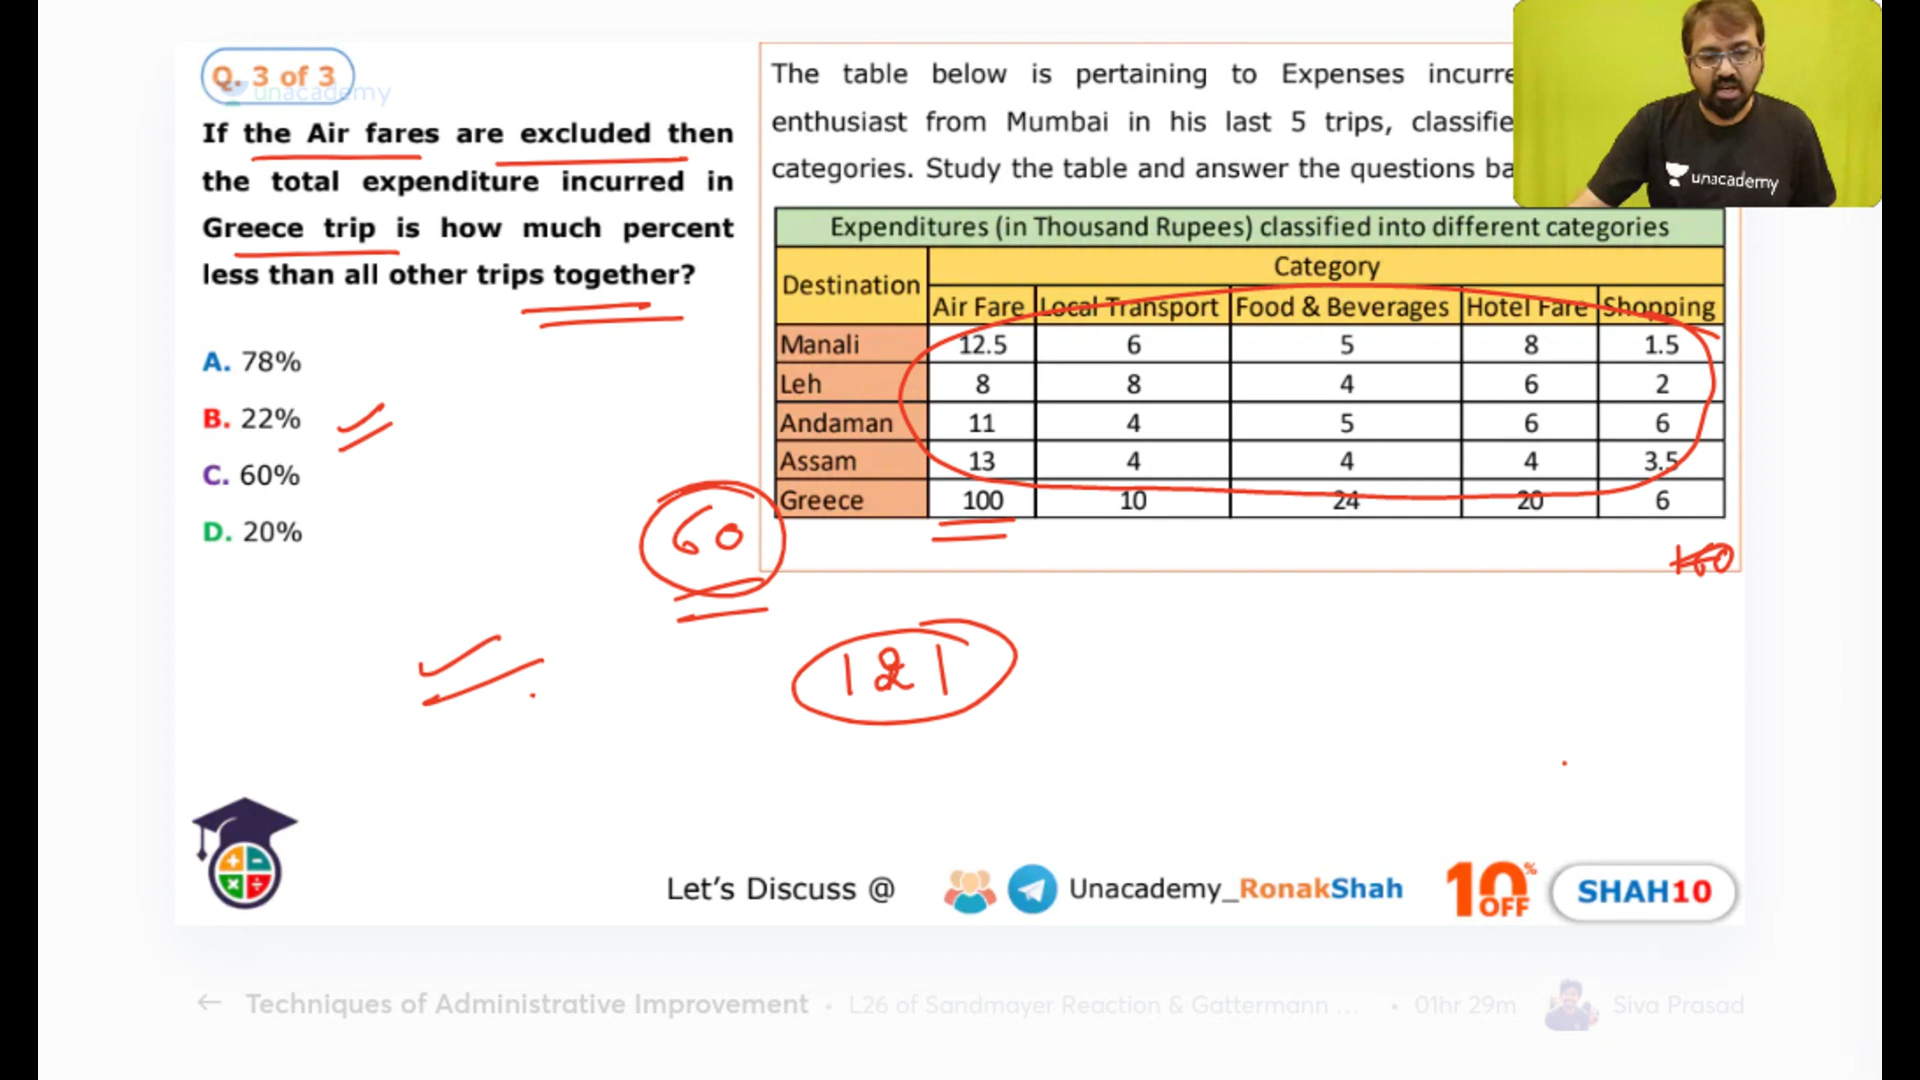 Q. 3 of 3
unacademy
If the Air fares are excluded then
the total expenditure incurred in
Greece trip is how much percent
less than all other trips together?
A. 78%
B. 22%
C. 60%
D. 20%
The table below is pertaining to Expenses incurre
enthusiast from Mumbai in his last 5 trips, classifie
categories. Study the table and answer the questions ba
unacademy
Expenditures (in Thousand Rupees) classified into different categories
Destination Category
Air Fare Local Transport Food & Beverages Hotel Fare Shopping
Manali 12.5 6 5 8 1.5
Leh 8 8 4 6 2
Andaman 11 4 5 6 6
Assam 13 4 4 4 3.5
Greece 100 10 24 20 6
60
121
Let's Discuss @ Unacademy_RonakShah 10% OFF SHAH10
← Techniques of Administrative Improvement • L26 of Sandmayer Reaction & Gattermann ... • 01hr 29m Siva Prasad